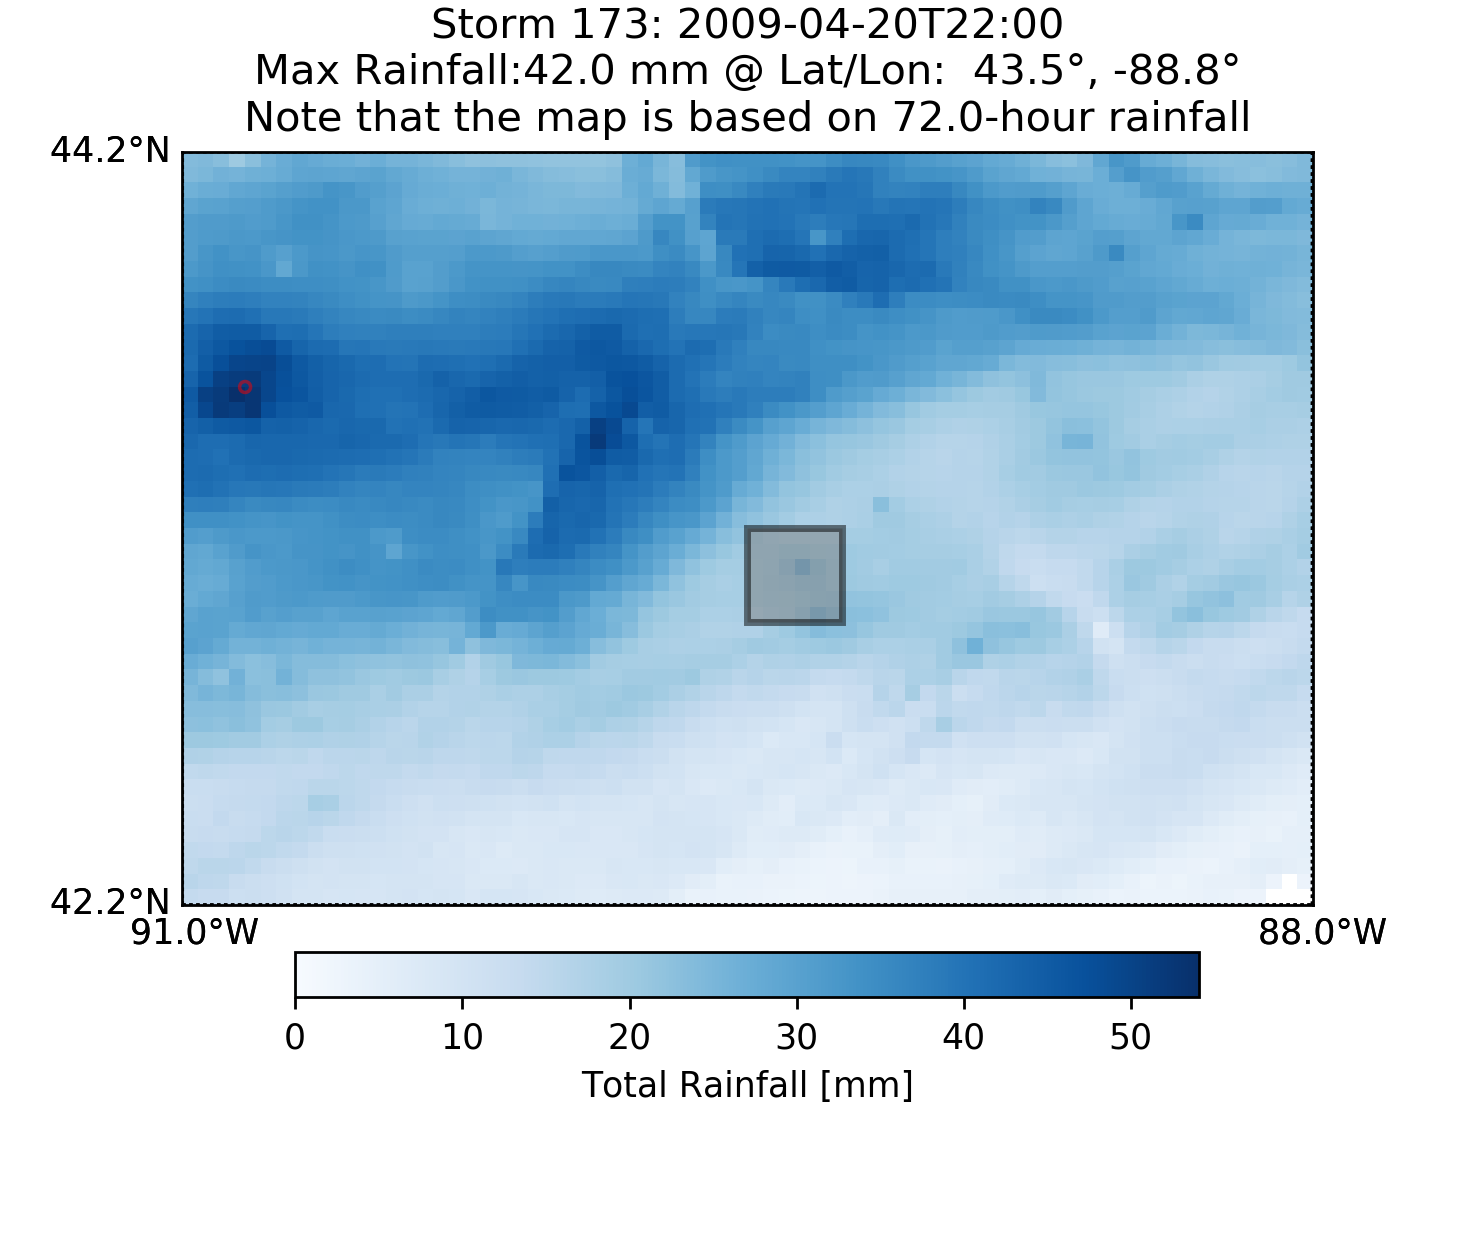 Storm 173: 2009-04-20T22:00
Max Rainfall:42.0 mm @ Lat/Lon:  43.5°, -88.8°
Note that the map is based on 72.0-hour rainfall
44.2°N
42.2°N
91.0°W 88.0°W
0 10 20 30 40 50
Total Rainfall [mm]